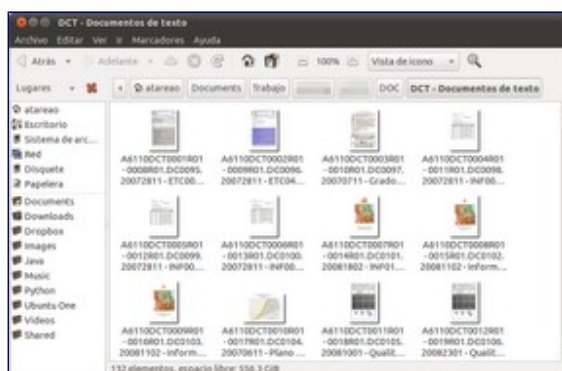 DCT - Documentos de texto
Archivo Editar Ver Ir Marcadores Ayuda
Atrás Adelante 100% Vista de icono
Lugares atareao Documents Trabajo DOC DCT - Documentos de texto
atareao
Escritorio
Sistema de arc...
Red
Disquete
Papelera
Documents
Downloads
Dropbox
Images
Java
Music
Python
Ubuntu One
Videos
Shared
A6110DCT0001R01 A6110DCT0002R01 A6110DCT0003R01 A6110DCT0004R01
-0008R01.DC0095. -0009R01.DC0096. -0010R01.DC0097. -0011R01.DC0098.
20072811 - ETC00... 20072811 - ETC04... 20070711 - Grado... 20072811 - INF00...
A6110DCT0005R01 A6110DCT0006R01 A6110DCT0007R01 A6110DCT0008R01
-0012R01.DC0099. -0013R01.DC0100. -0014R01.DC0101. -0015R01.DC0102.
20072811 - INF00... 20072811 - INF00... 20081802 - INF01... 20081102 - Inform...
A6110DCT0009R01 A6110DCT0010R01 A6110DCT0011R01 A6110DCT0012R01
-0016R01.DC0103. -0017R01.DC0104. -0018R01.DC0105. -0019R01.DC0106.
20081102 - Inform... 20070611 - Plano ... 20081001 - Qualit... 20082301 - Qualit...
132 elementos, espacio libre: 556,3 GiB